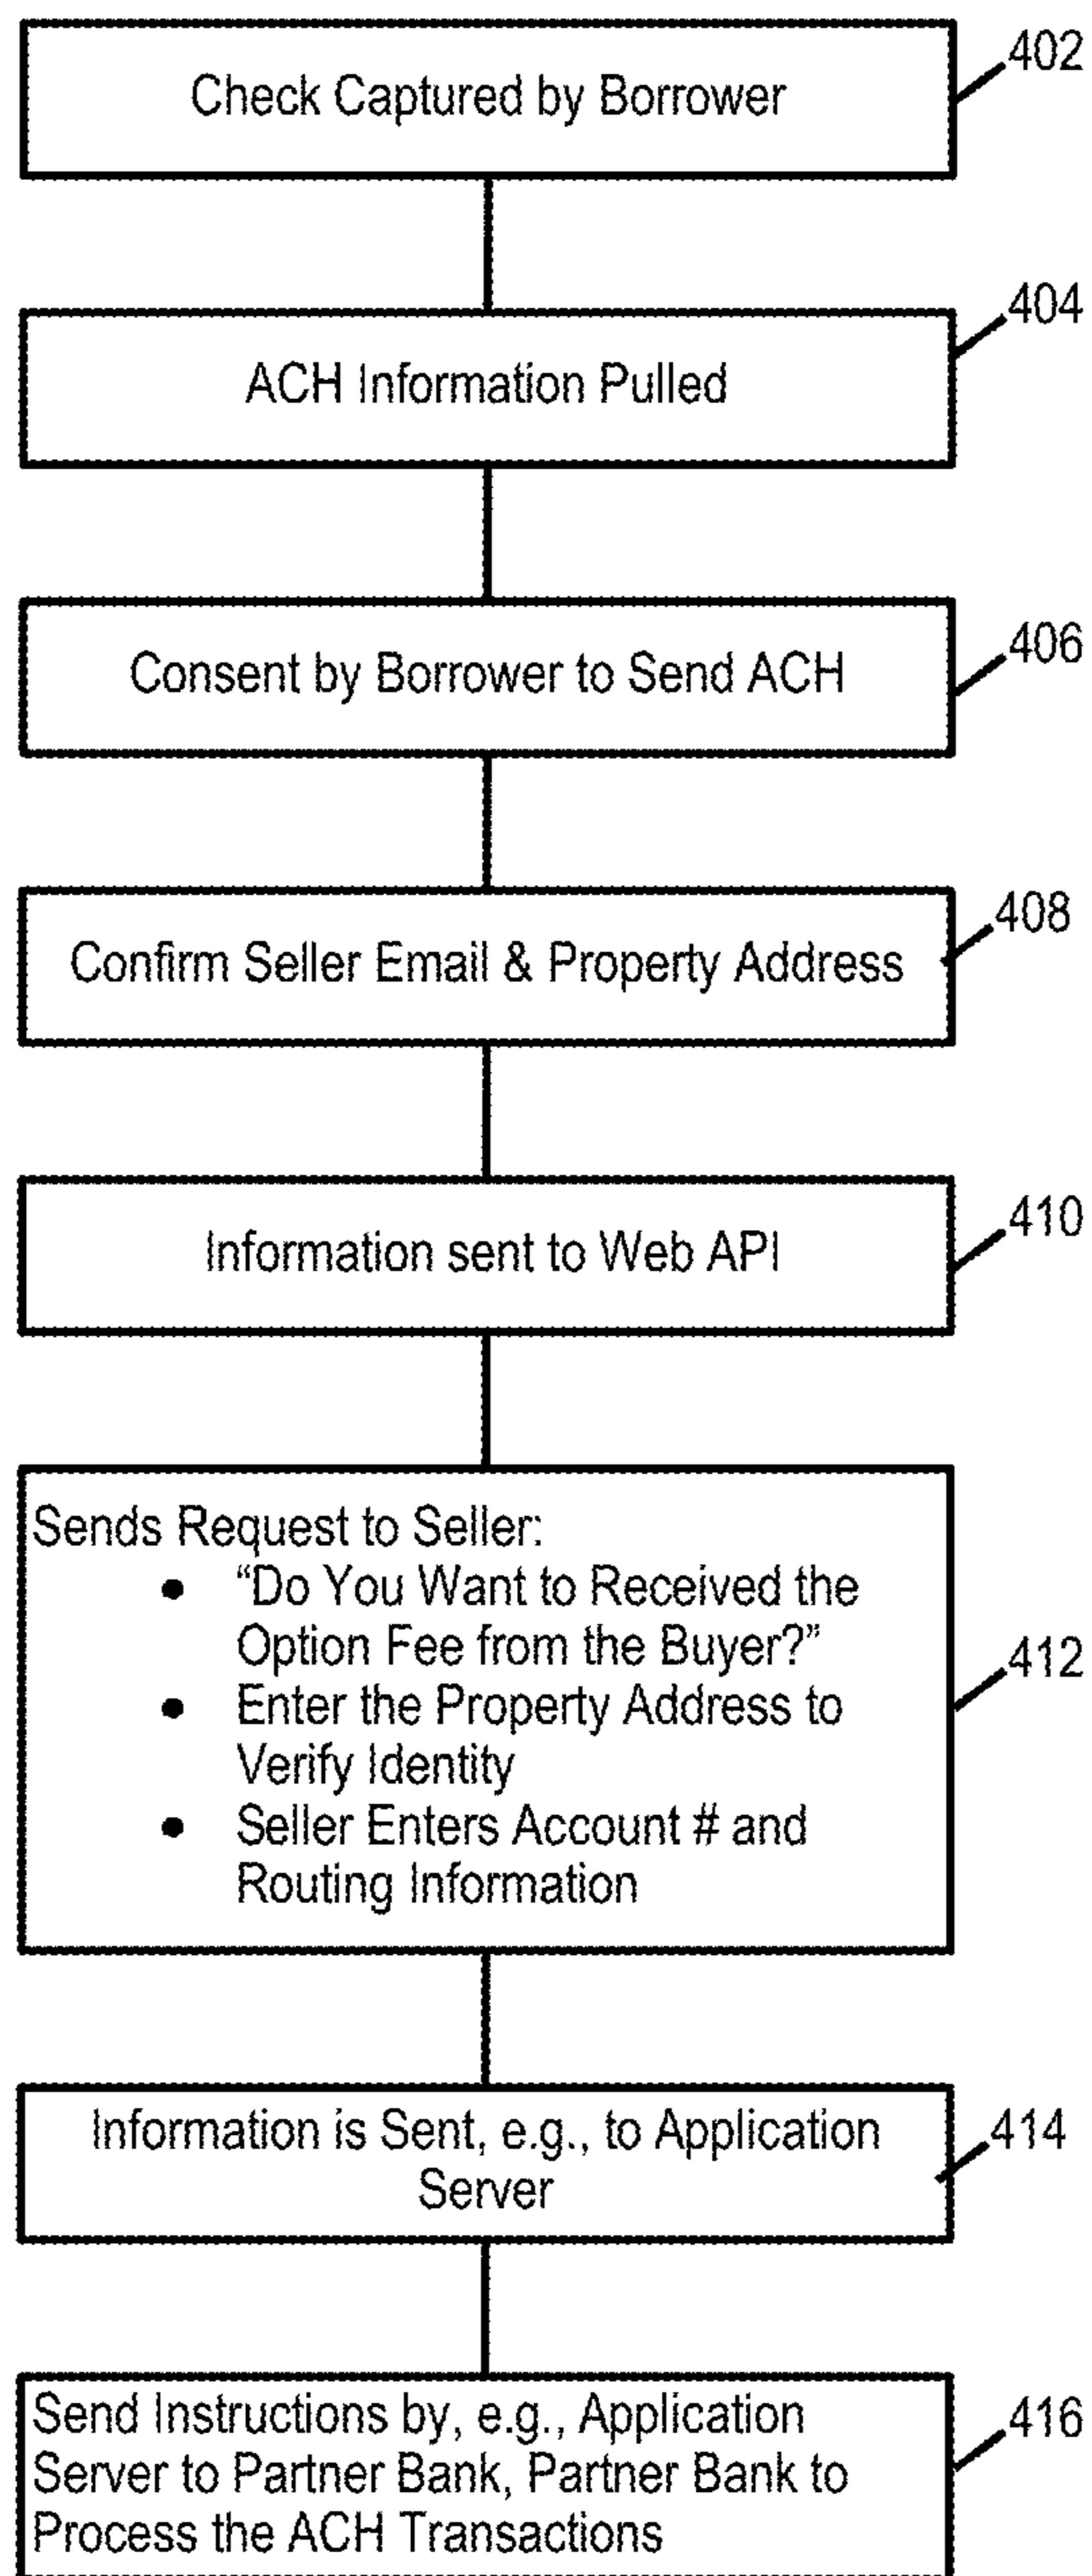 Check Captured by Borrower
402
ACH Information Pulled
404
Consent by Borrower to Send ACH
406
Confirm Seller Email & Property Address
408
Information sent to Web API
410
Sends Request to Seller:
• “Do You Want to Received the
Option Fee from the Buyer?”
• Enter the Property Address to
Verify Identity
• Seller Enters Account # and
Routing Information
412
Information is Sent, e.g., to Application
Server
414
Send Instructions by, e.g., Application
Server to Partner Bank, Partner Bank to
Process the ACH Transactions
416